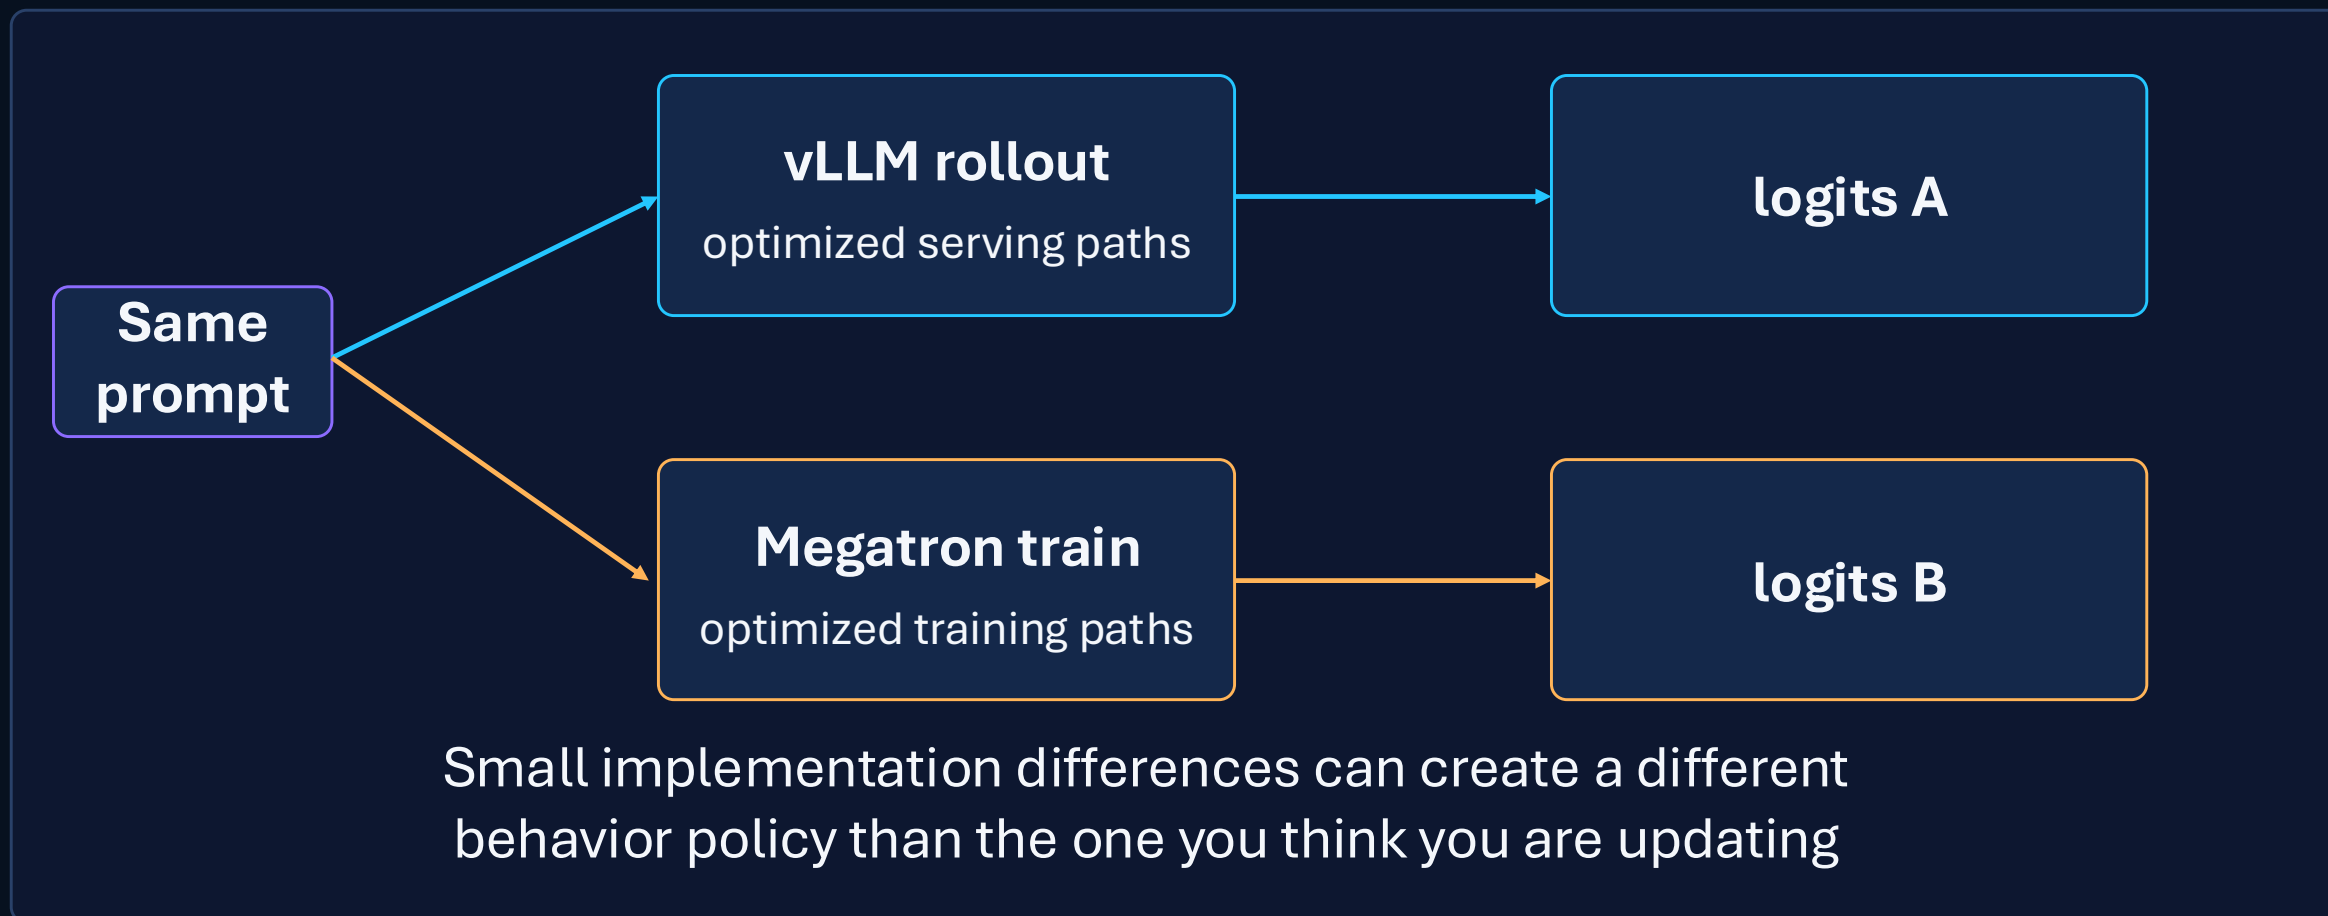 Same
prompt
vLLM rollout
optimized serving paths
logits A
Megatron train
optimized training paths
logits B
Small implementation differences can create a different
behavior policy than the one you think you are updating